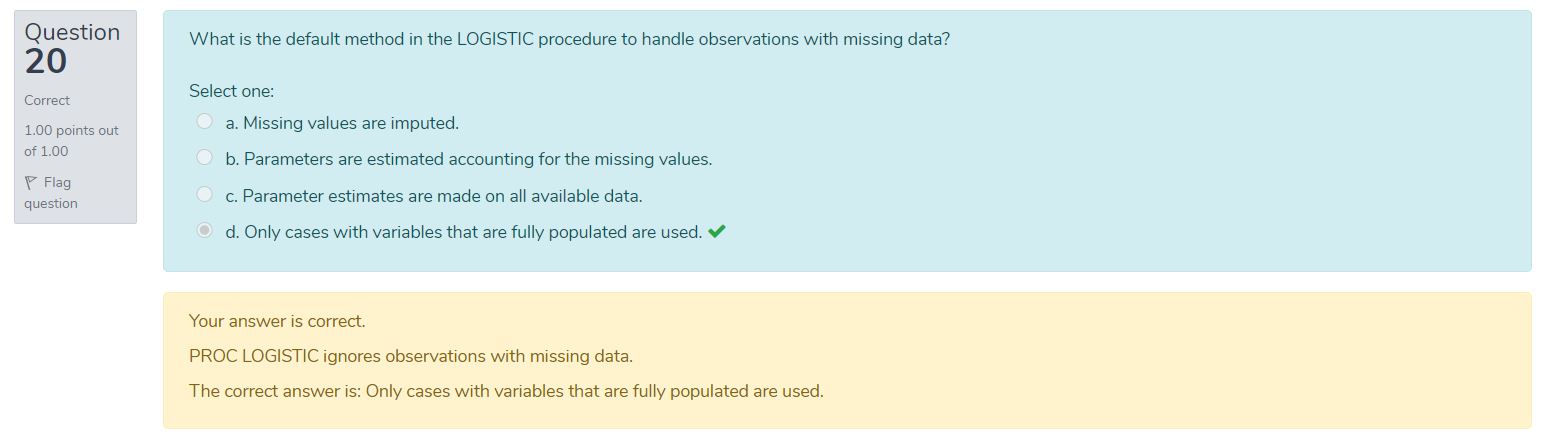 Question
20
Correct
1.00 points out
of 1.00
Flag
question
What is the default method in the LOGISTIC procedure to handle observations with missing data?
Select one:
a. Missing values are imputed.
b. Parameters are estimated accounting for the missing values.
c. Parameter estimates are made on all available data.
d. Only cases with variables that are fully populated are used.
Your answer is correct.
PROC LOGISTIC ignores observations with missing data.
The correct answer is: Only cases with variables that are fully populated are used.